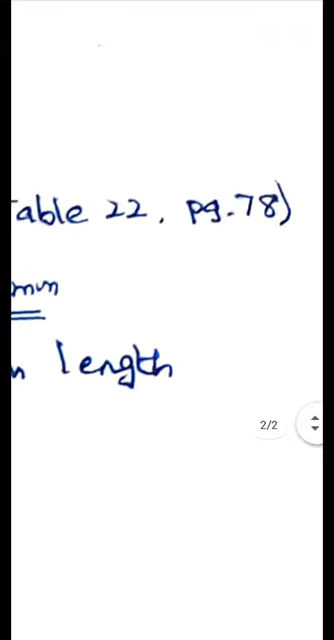 able 22, pg.78)
mm
n length
2/2